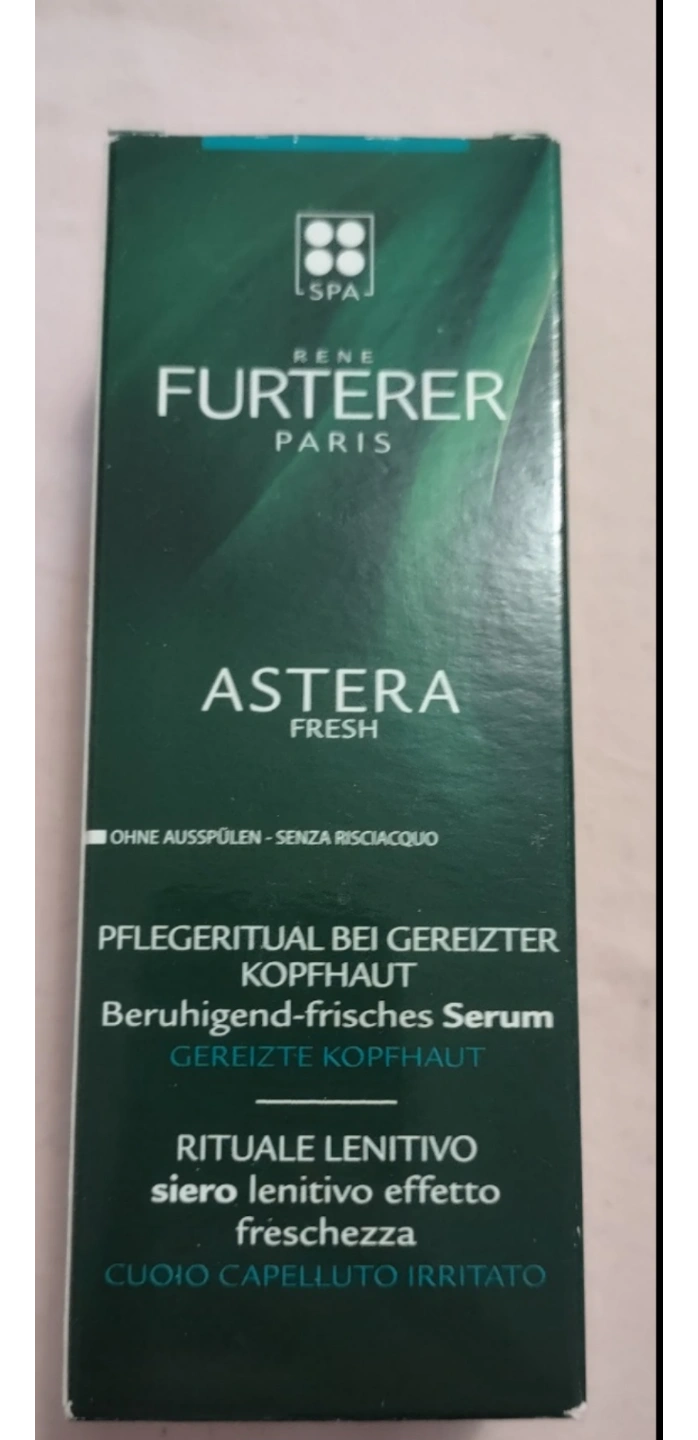 SPA
RENE
FURTERER
PARIS
ASTERA
FRESH
OHNE AUSSPÜLEN - SENZA RISCIACQUO
PFLEGERITUAL BEI GEREIZTER
KOPFHAUT
Beruhigend-frisches Serum
GEREIZTE KOPFHAUT
RITUALE LENITIVO
siero lenitivo effetto
freschezza
CUOIO CAPELLUTO IRRITATO